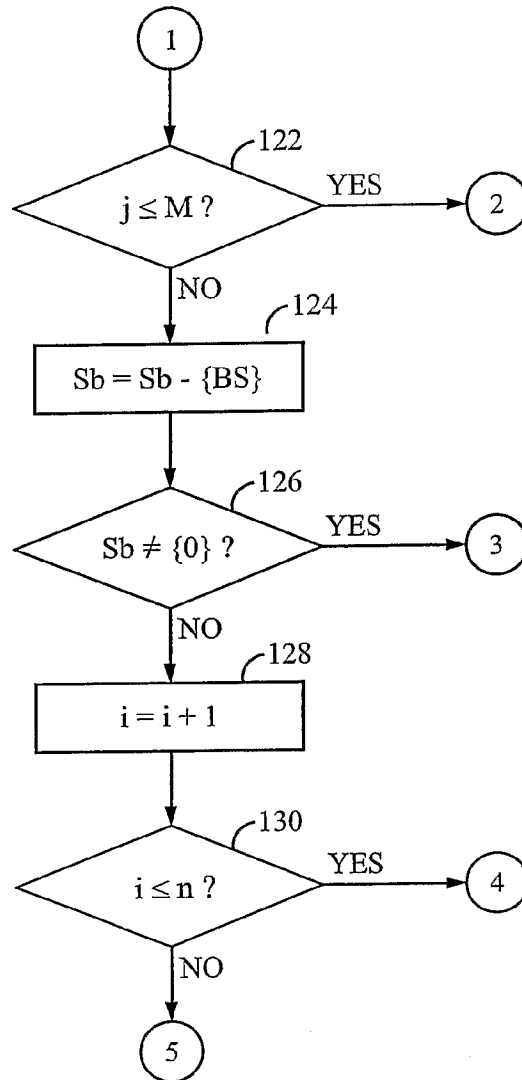 1
122
j ≤ M ?
YES
2
NO
124
Sb = Sb - {BS}
126
Sb ≠ {0} ?
YES
3
NO
128
i = i + 1
130
i ≤ n ?
YES
4
NO
5